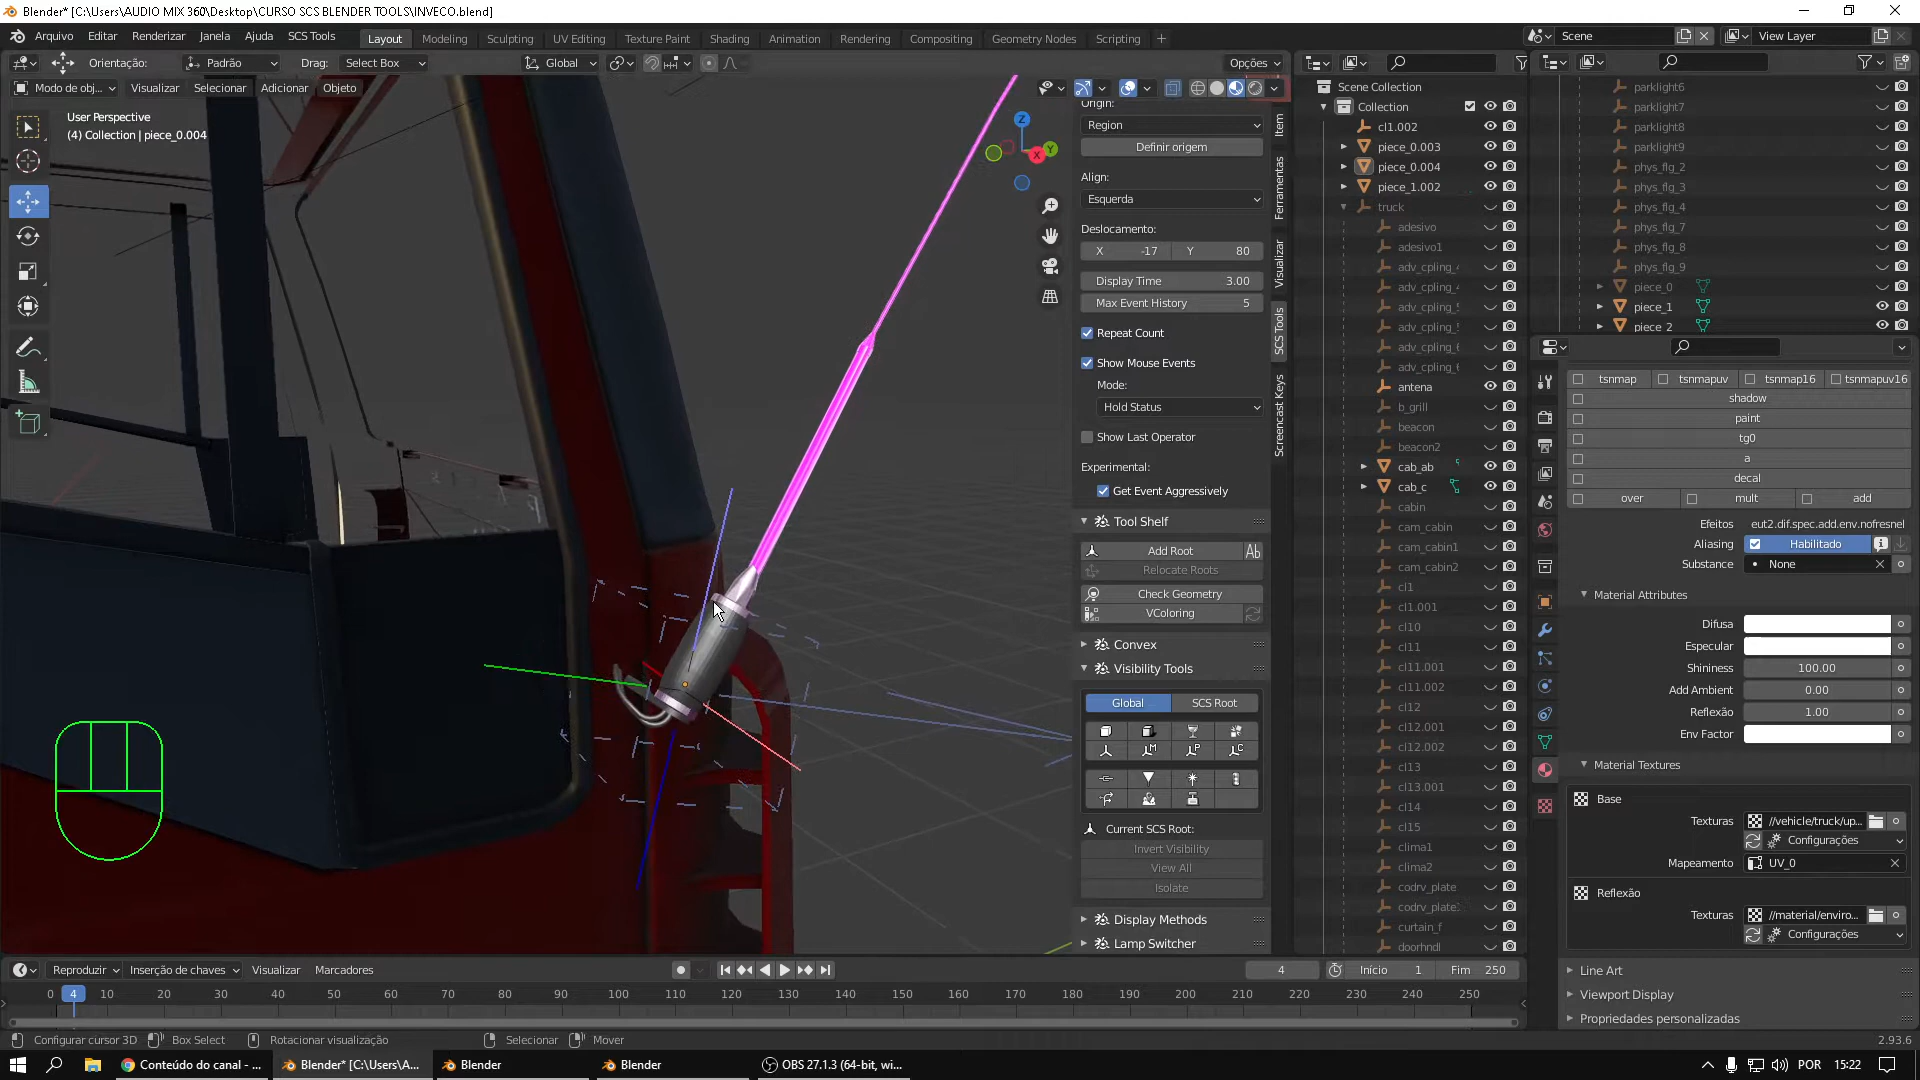 Blender* [C:\Users\AUDIO MIX 360\Desktop\CURSO SCS BLENDER TOOLS\INVECO.blend]
Arquivo Editar Renderizar Janela Ajuda SCS Tools Layout Modeling Sculpting UV Editing Texture Paint Shading Animation Rendering Compositing Geometry Nodes Scripting Scene View Layer
Orientação: Padrão Drag: Select Box Global Opções
Modo de obj... Visualizar Selecionar Adicionar Objeto
User Perspective
(4) Collection | piece_0.004
Z
Y
X
Origin:
Region
Definir origem
Align:
Esquerda
Deslocamento:
X -17 Y 80
Display Time 3.00
Max Event History 5
Repeat Count
Show Mouse Events
Mode:
Hold Status
Show Last Operator
Experimental:
Get Event Aggressively
Tool Shelf
Add Root
Relocate Roots
Check Geometry
VColoring
Convex
Visibility Tools
Global SCS Root
Current SCS Root:
Invert Visibility
View All
Isolate
Display Methods
Lamp Switcher
Item
Ferramentas
Visualizar
SCS Tools
Screencast Keys
Scene Collection
Collection
cl1.002
piece_0.003
piece_0.004
piece_1.002
truck
adesivo
adesivo1
adv_cpling_4
adv_cpling_4
adv_cpling_5
adv_cpling_5
adv_cpling_6
adv_cpling_6
antena
b_grill
beacon
beacon2
cab_ab
cab_c
cabin
cam_cabin
cam_cabin1
cam_cabin2
cl1
cl1.001
cl10
cl11
cl11.001
cl11.002
cl12
cl12.001
cl12.002
cl13
cl13.001
cl14
cl15
clima1
clima2
codrv_plate
codrv_plate
curtain_f
doorhndl
parklight6
parklight7
parklight8
parklight9
phys_flg_2
phys_flg_3
phys_flg_4
phys_flg_7
phys_flg_8
phys_flg_9
piece_0
piece_1
piece_2
tsnmap tsnmapuv tsnmap16 tsnmapuv16
shadow
paint
tg0
a
decal
over mult add
Efeitos eut2.dif.spec.add.env.nofresnel
Aliasing Habilitado
Substance None
Material Attributes
Difusa
Especular
Shininess 100.00
Add Ambient 0.00
Reflexão 1.00
Env Factor
Material Textures
Base
Texturas //vehicle/truck/up...
Configurações
Mapeamento UV_0
Reflexão
Texturas //material/enviro...
Configurações
Line Art
Viewport Display
Propriedades personalizadas
Reproduzir Inserção de chaves Visualizar Marcadores 4 Início 1 Fim 250
0 4 10 20 30 40 50 60 70 80 90 100 110 120 130 140 150 160 170 180 190 200 210 220 230 240 250
Configurar cursor 3D Box Select Rotacionar visualização Selecionar Mover 2.93.6
Conteúdo do canal - ... Blender* [C:\Users\A... Blender Blender OBS 27.1.3 (64-bit, wi... POR 15:22